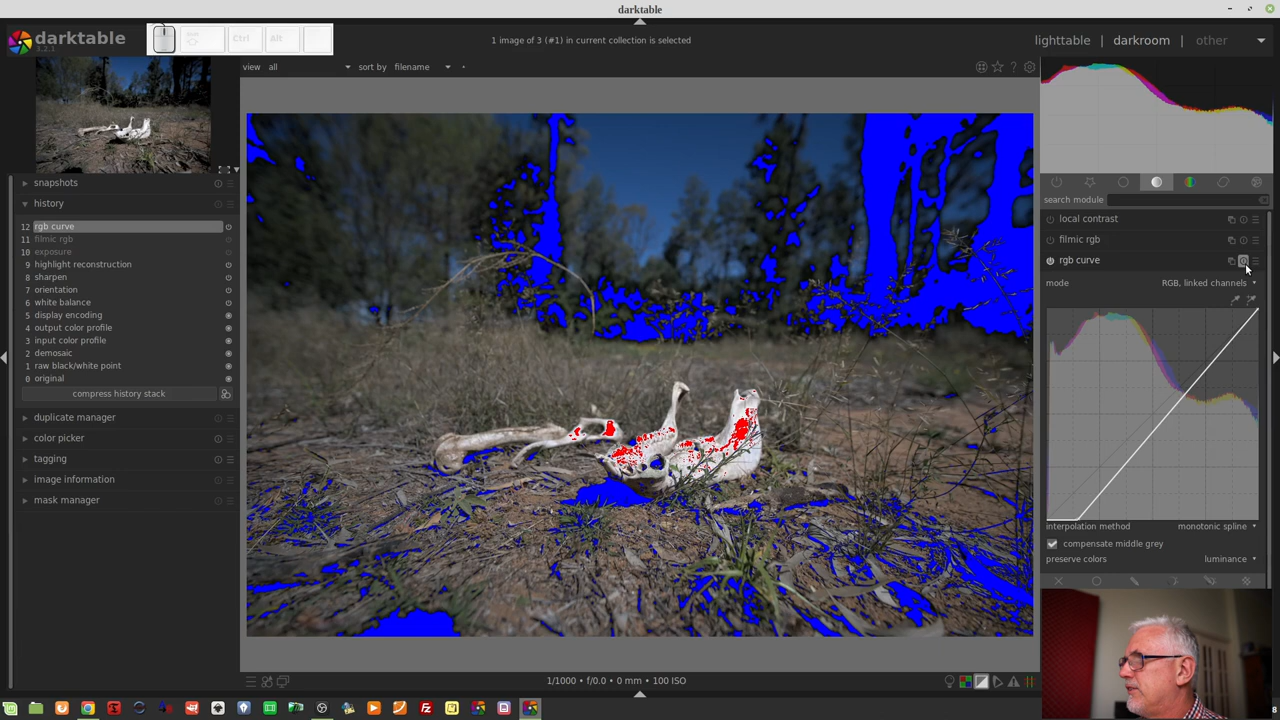 darktable
darktable
3.2.1
Ctrl
Alt
1 image of 3 (#1) in current collection is selected
lighttable | darkroom | other
view all
sort by filename
search module
snapshots
history
12 rgb curve
11 filmic rgb
10 exposure
9 highlight reconstruction
8 sharpen
7 orientation
6 white balance
5 display encoding
4 output color profile
3 input color profile
2 demosaic
1 raw black/white point
0 original
compress history stack
duplicate manager
color picker
tagging
image information
mask manager
local contrast
filmic rgb
rgb curve
mode RGB, linked channels
interpolation method monotonic spline
compensate middle grey
preserve colors luminance
1/1000 • f/0.0 • 0 mm • 100 ISO